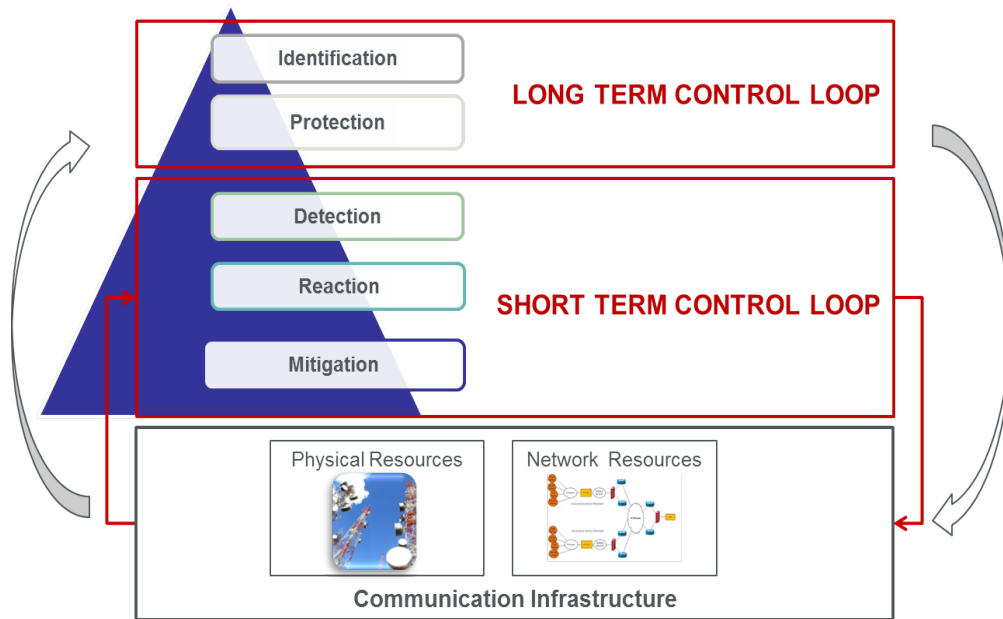 Identification
LONG TERM CONTROL LOOP
Protection
Detection
Reaction
SHORT TERM CONTROL LOOP
Mitigation
Physical Resources
Network Resources
Communication Infrastructure